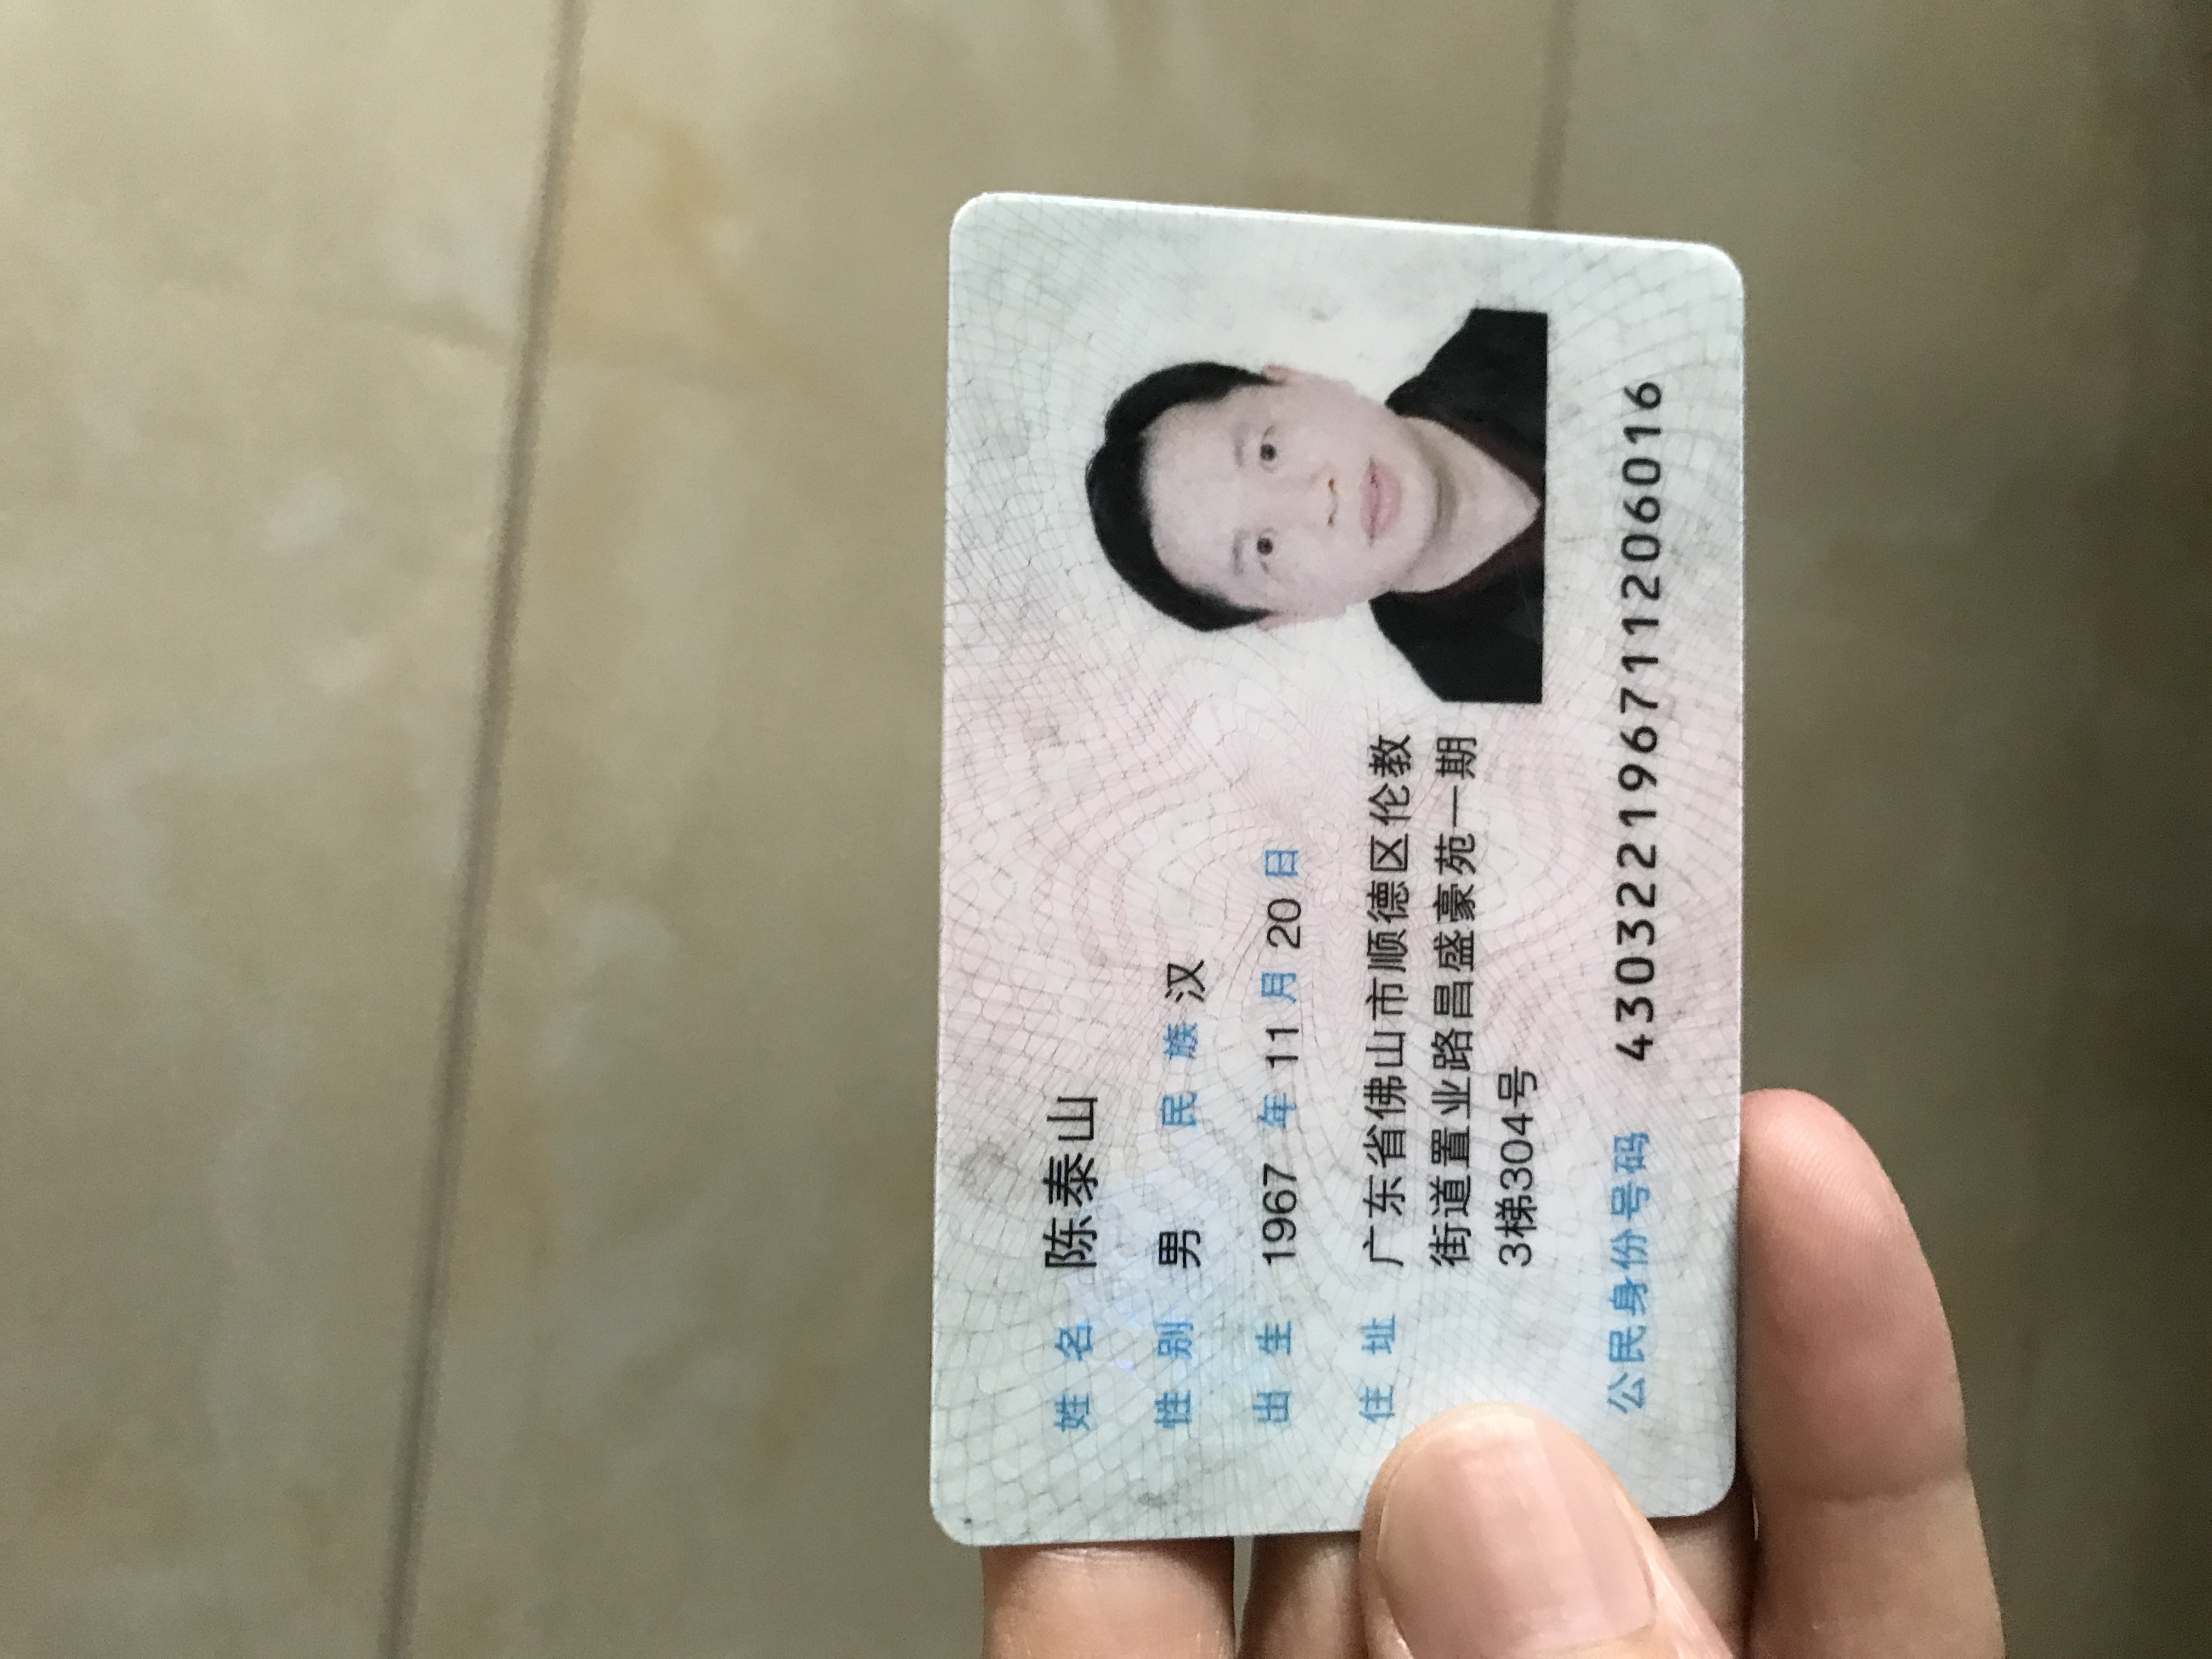 姓名 陈泰山
性别 男 民族 汉
出生 1967 年 11 月 20 日
住址 广东省佛山市顺德区伦教
街道置业路昌盛豪苑一期
3梯304号
公民身份号码 430322196711206016